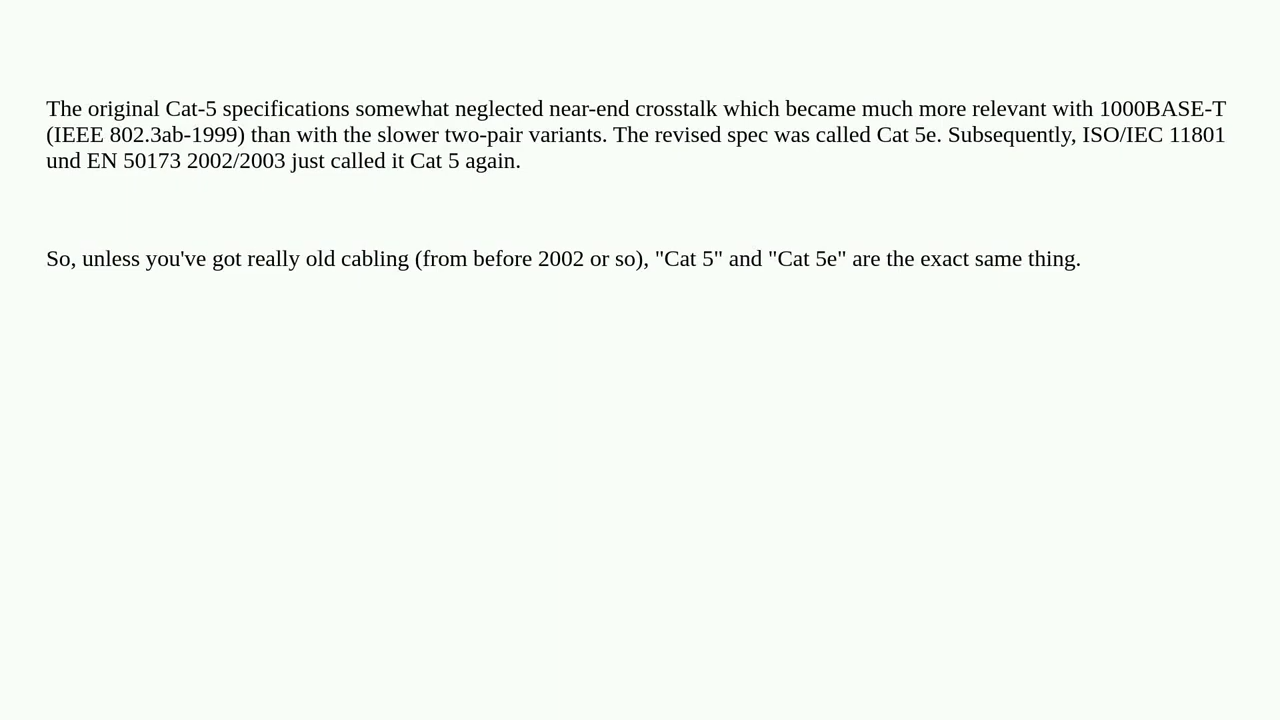 The original Cat-5 specifications somewhat neglected near-end crosstalk which became much more relevant with 1000BASE-T
(IEEE 802.3ab-1999) than with the slower two-pair variants. The revised spec was called Cat 5e. Subsequently, ISO/IEC 11801
und EN 50173 2002/2003 just called it Cat 5 again.
So, unless you've got really old cabling (from before 2002 or so), "Cat 5" and "Cat 5e" are the exact same thing.